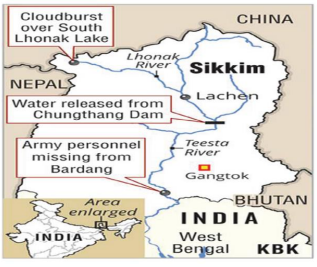 Cloudburst
over South
Lhonak Lake
CHINA
Lhonak
River
Sikkim
NEPAL
Lachen
Water released from
Chungthang Dam
Army personnel
missing from
Bardang
Teesta
River
Gangtok
BHUTAN
Area
enlarged
INDIA
INDIA
West
Bengal
KBK